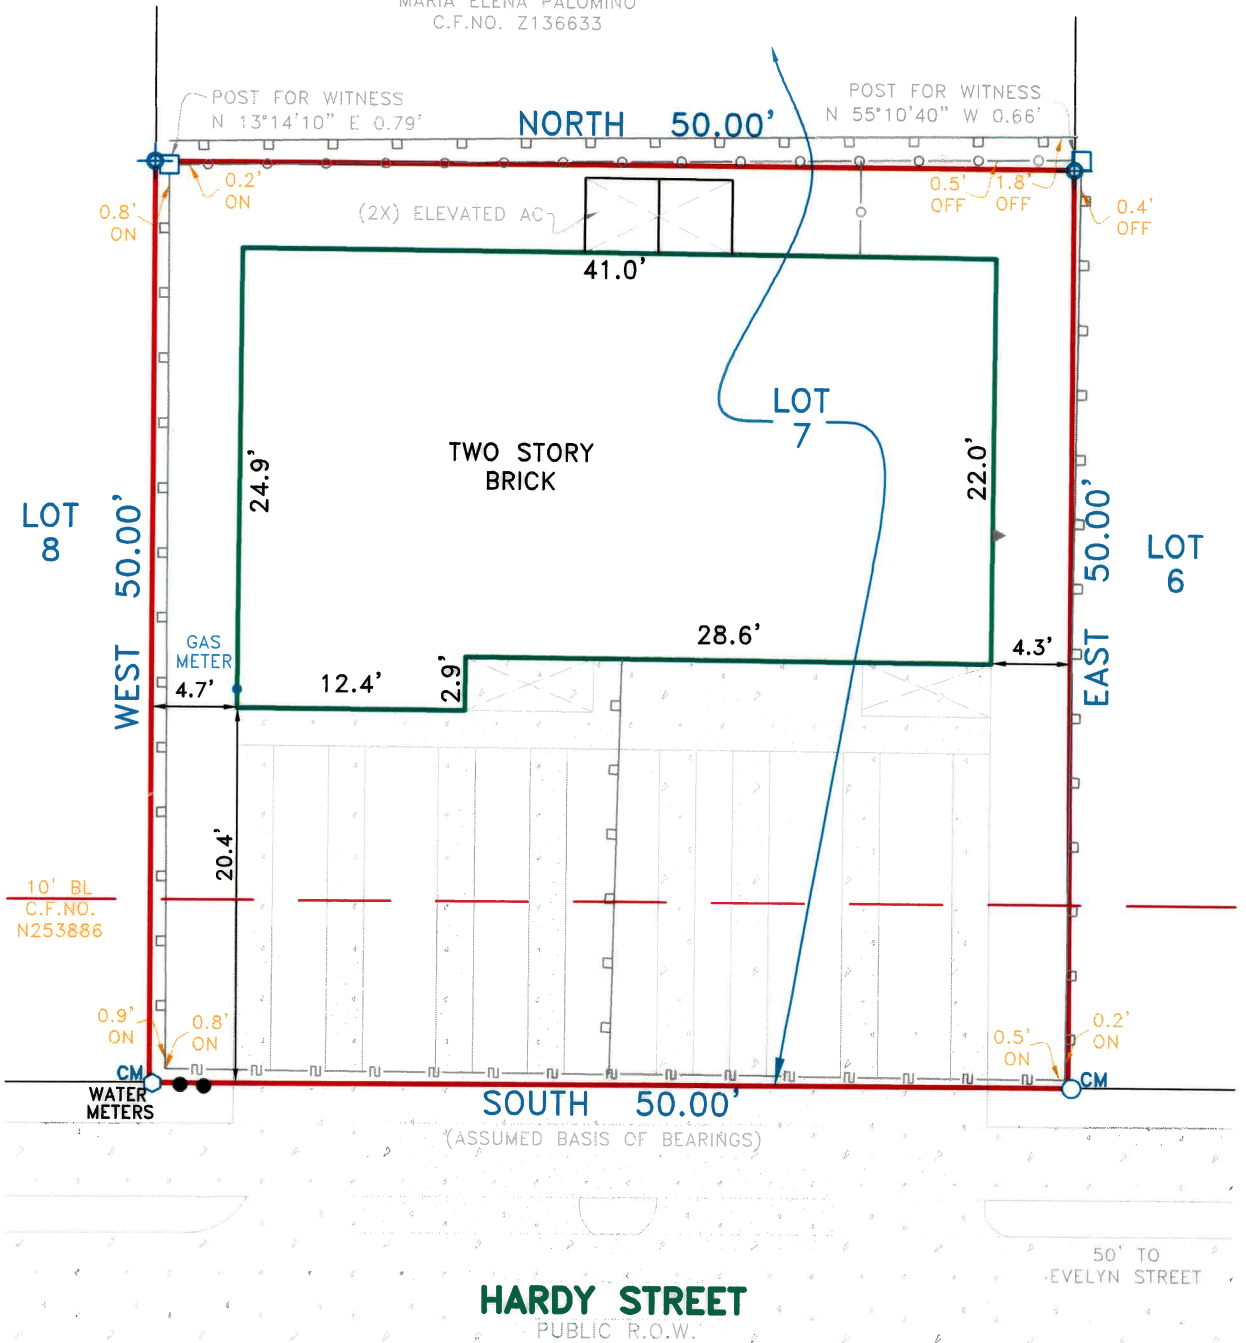 MARIA ELENA PALOMINO
C.F.NO. Z136633
POST FOR WITNESS
N 13°14'10" E 0.79'
NORTH 50.00'
POST FOR WITNESS
N 55°10'40" W 0.66'
0.2'
ON
0.8'
ON
(2X) ELEVATED AC
0.5'
OFF
1.8'
OFF
0.4'
OFF
41.0'
LOT
7
TWO STORY
BRICK
24.9'
22.0'
LOT
8
WEST 50.00'
EAST 50.00'
LOT
6
GAS
METER
4.7'
12.4'
2.9'
28.6'
4.3'
20.4'
10' BL
C.F.NO.
N253886
0.9'
ON
0.8'
ON
0.5'
ON
0.2'
ON
CM
WATER
METERS
CM
SOUTH 50.00'
(ASSUMED BASIS OF BEARINGS)
50' TO
EVELYN STREET
HARDY STREET
PUBLIC R.O.W.